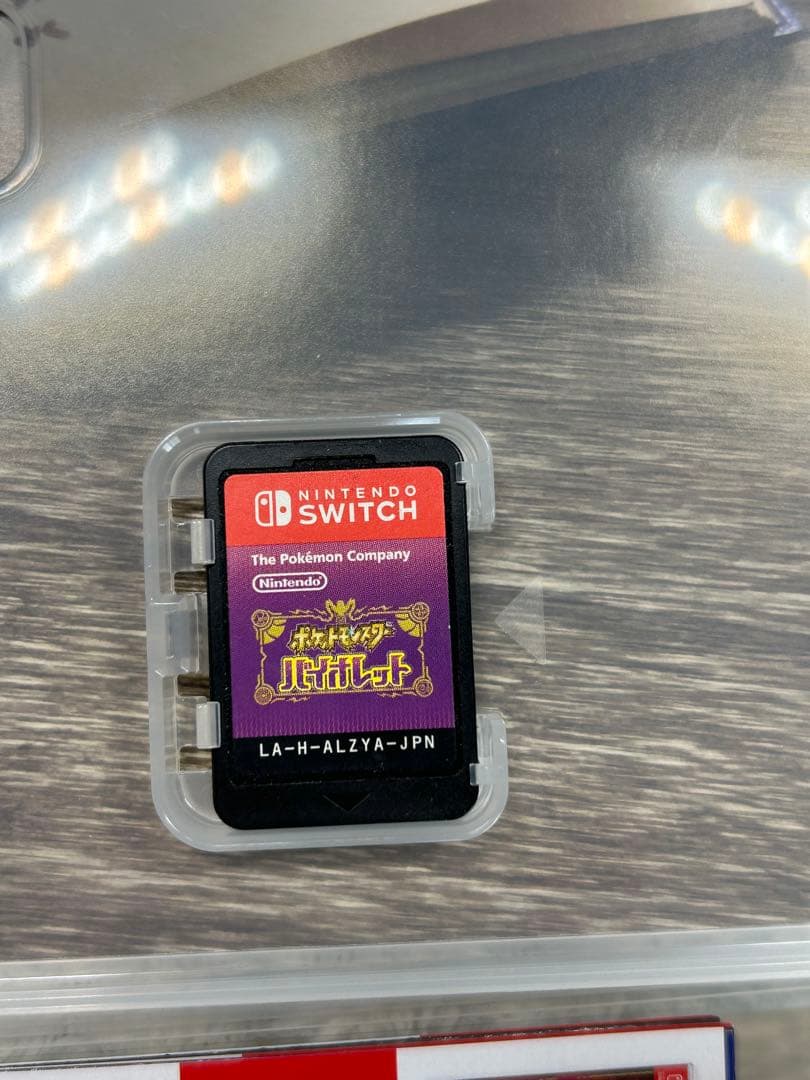 NINTENDO
SWITCH
The Pokémon Company
Nintendo
ポケットモンスター
バイオレット
LA-H-ALZYA-JPN